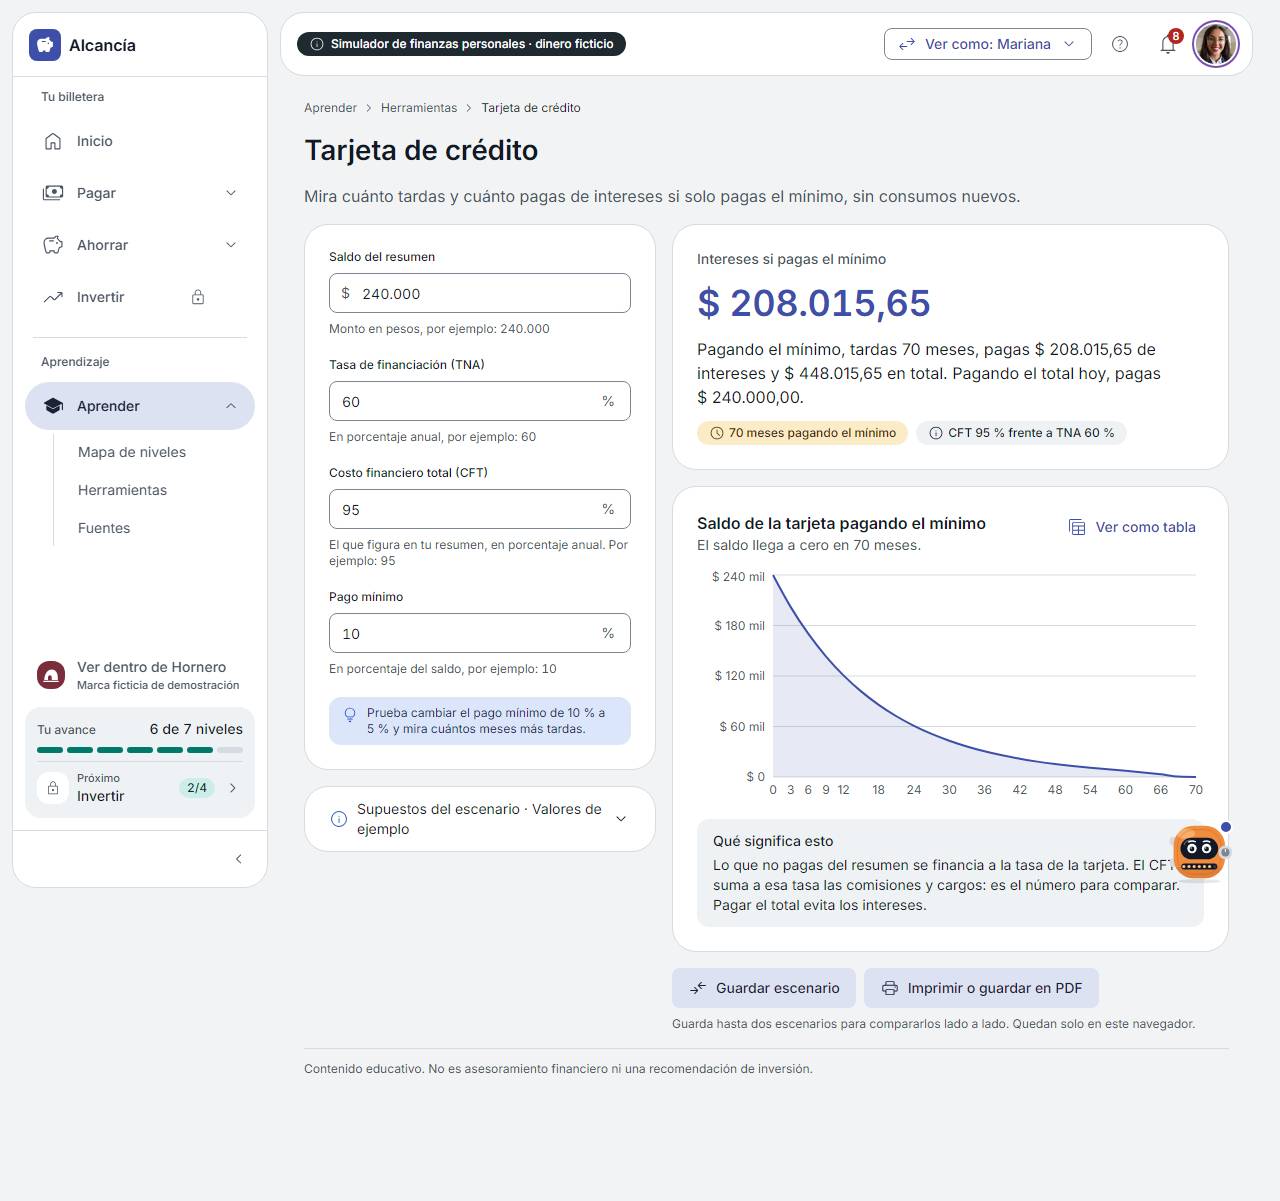 Alcancía
Simulador de finanzas personales · dinero ficticio
Ver como: Mariana
8
Tu billetera
Inicio
Pagar
Ahorrar
Invertir
Aprendizaje
Aprender
Mapa de niveles
Herramientas
Fuentes
Ver dentro de Hornero
Marca ficticia de demostración
Tu avance
6 de 7 niveles
Próximo
Invertir
2/4
Aprender
Herramientas
Tarjeta de crédito
Tarjeta de crédito
Mira cuánto tardas y cuánto pagas de intereses si solo pagas el mínimo, sin consumos nuevos.
Saldo del resumen
$ 240.000
Monto en pesos, por ejemplo: 240.000
Tasa de financiación (TNA)
60 %
En porcentaje anual, por ejemplo: 60
Costo financiero total (CFT)
95 %
El que figura en tu resumen, en porcentaje anual. Por
ejemplo: 95
Pago mínimo
10 %
En porcentaje del saldo, por ejemplo: 10
Prueba cambiar el pago mínimo de 10 % a
5 % y mira cuántos meses más tardas.
Supuestos del escenario · Valores de
ejemplo
Intereses si pagas el mínimo
$ 208.015,65
Pagando el mínimo, tardas 70 meses, pagas $ 208.015,65 de
intereses y $ 448.015,65 en total. Pagando el total hoy, pagas
$ 240.000,00.
70 meses pagando el mínimo
CFT 95 % frente a TNA 60 %
Saldo de la tarjeta pagando el mínimo
Ver como tabla
El saldo llega a cero en 70 meses.
$ 240 mil
$ 180 mil
$ 120 mil
$ 60 mil
$ 0
0 3 6 9 12 18 24 30 36 42 48 54 60 66 70
Qué significa esto
Lo que no pagas del resumen se financia a la tasa de la tarjeta. El CFT
suma a esa tasa las comisiones y cargos: es el número para comparar.
Pagar el total evita los intereses.
Guardar escenario
Imprimir o guardar en PDF
Guarda hasta dos escenarios para compararlos lado a lado. Quedan solo en este navegador.
Contenido educativo. No es asesoramiento financiero ni una recomendación de inversión.